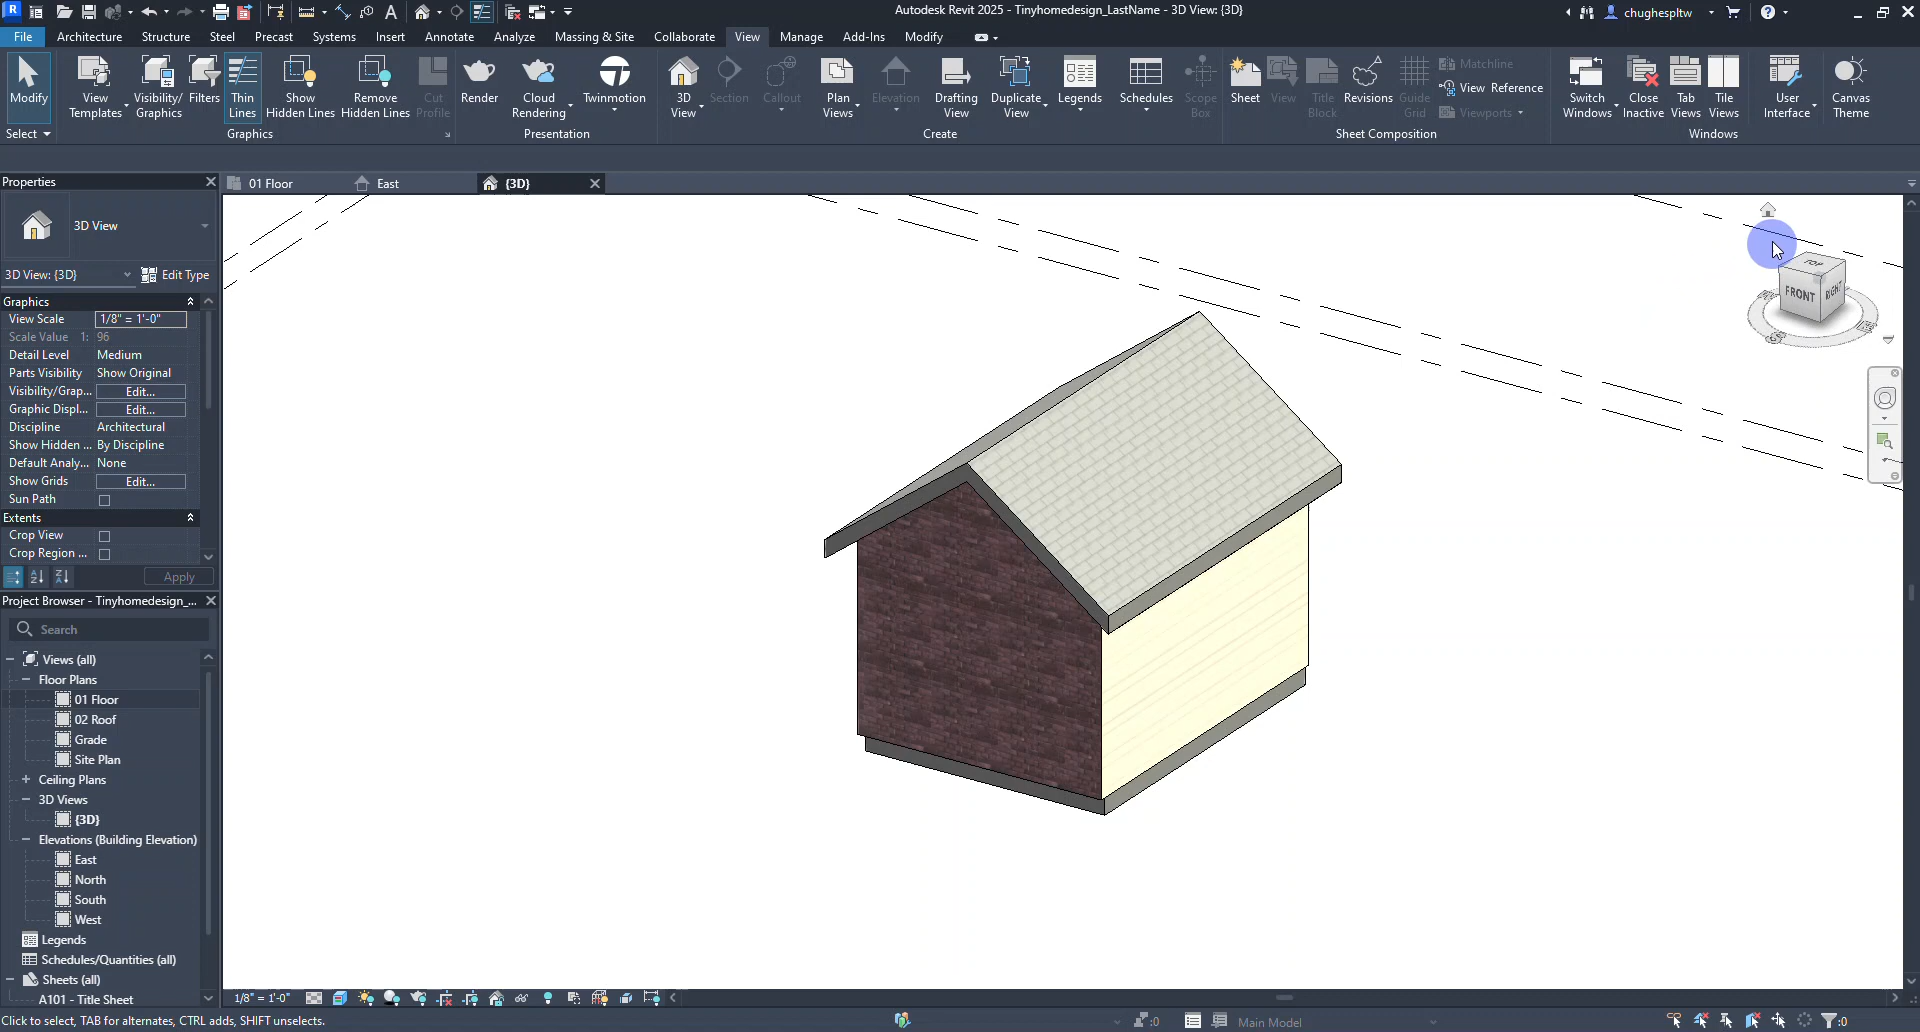 Autodesk Revit 2025 - Tinyhomedesign_LastName - 3D View: {3D}
chughespltw
File Architecture Structure Steel Precast Systems Insert Annotate Analyze Massing & Site Collaborate View Manage Add-Ins Modify
Modify
View Templates
Visibility/ Graphics
Filters
Thin Lines
Show Hidden Lines
Remove Hidden Lines
Cut Profile
Render
Cloud Rendering
Twinmotion
3D View
Section
Callout
Plan Views
Elevation
Drafting View
Duplicate View
Legends
Schedules
Scope Box
Sheet
View
Title Block
Revisions
Guide Grid
Matchline
View Reference
Viewports
Switch Windows
Close Inactive
Tab Views
Tile Views
User Interface
Canvas Theme
Select Graphics Presentation Create Sheet Composition Windows
Properties
01 Floor East {3D}
3D View
3D View: {3D} Edit Type
Graphics
View Scale 1/8" = 1'-0"
Scale Value 1: 96
Detail Level Medium
Parts Visibility Show Original
Visibility/Grap... Edit...
Graphic Displ... Edit...
Discipline Architectural
Show Hidden ... By Discipline
Default Analy... None
Show Grids Edit...
Sun Path
Extents
Crop View
Crop Region ...
Apply
Project Browser - Tinyhomedesign_...
Search
Views (all)
Floor Plans
01 Floor
02 Roof
Grade
Site Plan
Ceiling Plans
3D Views
{3D}
Elevations (Building Elevation)
East
North
South
West
Legends
Schedules/Quantities (all)
Sheets (all)
A101 - Title Sheet
TOP
FRONT RIGHT
1/8" = 1'-0"
Click to select, TAB for alternates, CTRL adds, SHIFT unselects.
:0
Main Model
:0